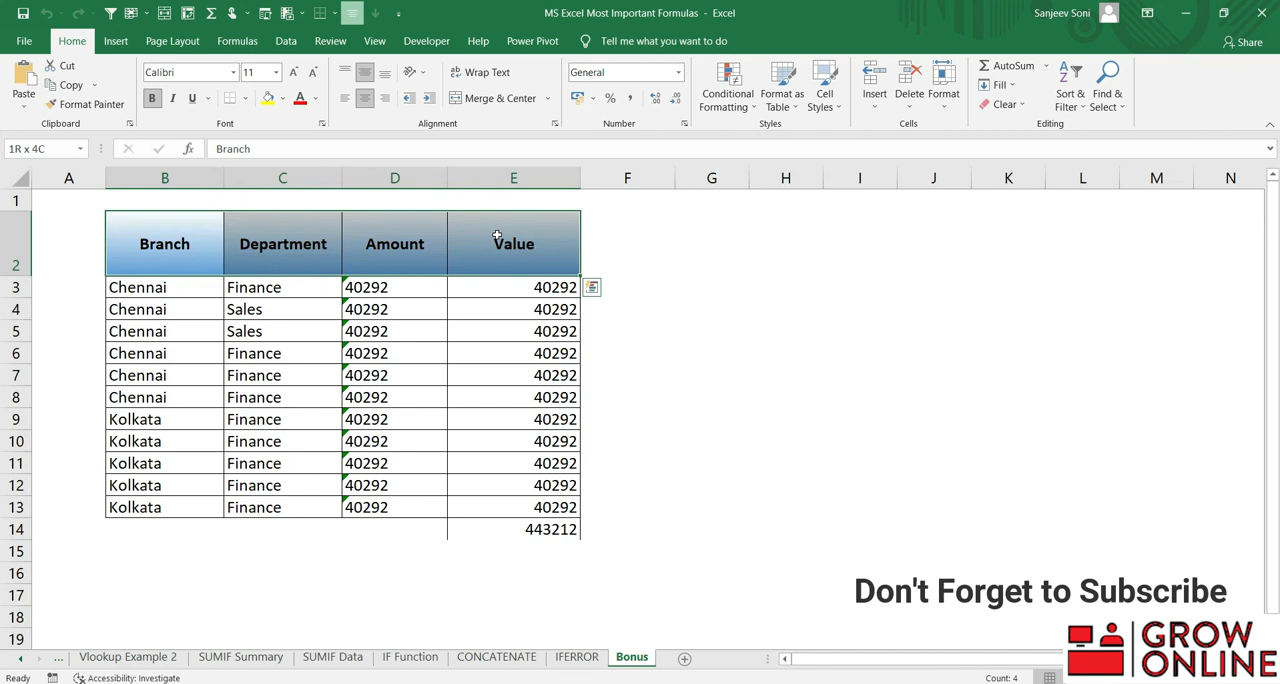 MS Excel Most Important Formulas - Excel
Sanjeev Soni
File Home Insert Page Layout Formulas Data Review View Developer Help Power Pivot Tell me what you want to do Share
Cut
Copy
Format Painter
Paste
Clipboard
Calibri 11
B I U
Font
Wrap Text
Merge & Center
Alignment
General
Number
Conditional Formatting
Format as Table
Cell Styles
Styles
Insert Delete Format
Cells
AutoSum
Fill
Clear
Sort & Filter
Find & Select
Editing
1R x 4C fx Branch
A B C D E F G H I J K L M N
1
2 Branch Department Amount Value
3 Chennai Finance 40292 40292
4 Chennai Sales 40292 40292
5 Chennai Sales 40292 40292
6 Chennai Finance 40292 40292
7 Chennai Finance 40292 40292
8 Chennai Finance 40292 40292
9 Kolkata Finance 40292 40292
10 Kolkata Finance 40292 40292
11 Kolkata Finance 40292 40292
12 Kolkata Finance 40292 40292
13 Kolkata Finance 40292 40292
14 443212
15
16
17
18
19
Don't Forget to Subscribe
GROW
ONLINE
... Vlookup Example 2 SUMIF Summary SUMIF Data IF Function CONCATENATE IFERROR Bonus
Ready Accessibility: Investigate Count: 4